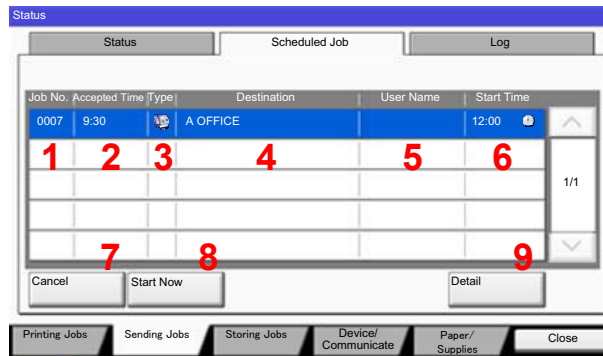 Status
Status Scheduled Job Log
Job No. Accepted Time Type Destination User Name Start Time
0007 9:30 A OFFICE 12:00
1 2 3 4 5 6
1/1
7 8 9
Cancel Start Now Detail
Printing Jobs Sending Jobs Storing Jobs Device/
Communicate Paper/
Supplies Close